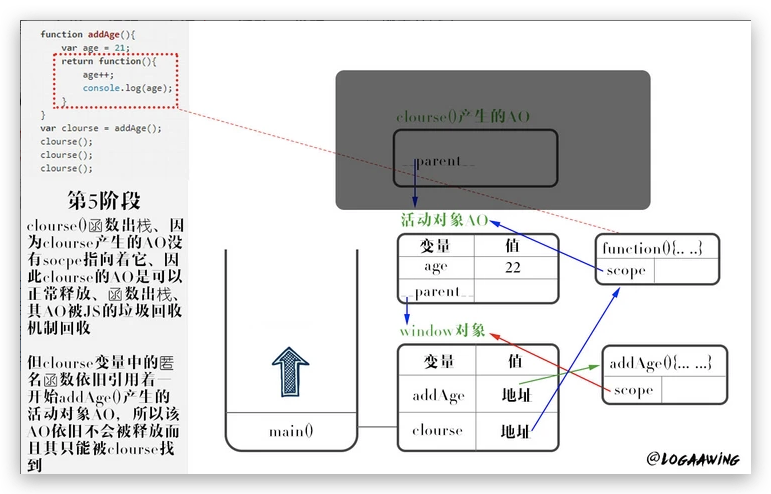 function addAge(){
var age = 21;
return function(){
age++;
console.log(age);
}
}
var clourse = addAge();
clourse();
clourse();
clourse();
第5阶段
clourse()函数出栈、因
为clourse产生的AO没
有socpe指向着它、因
此clourse的AO是可以
正常释放、函数出栈、
其AO被JS的垃圾回收
机制回收
但clourse变量中的匿
名函数依旧引用着一
开始addAge()产生的
活动对象AO，所以该
AO依旧不会被释放而
且其只能被clourse找
到
main()
clourse()产生的AO
__parent__
活动对象AO
变量 值
age 22
__parent__
window对象
变量 值
addAge 地址
clourse 地址
function(){.. ..}
scope
addAge(){... ...}
scope
@LOGAAWING